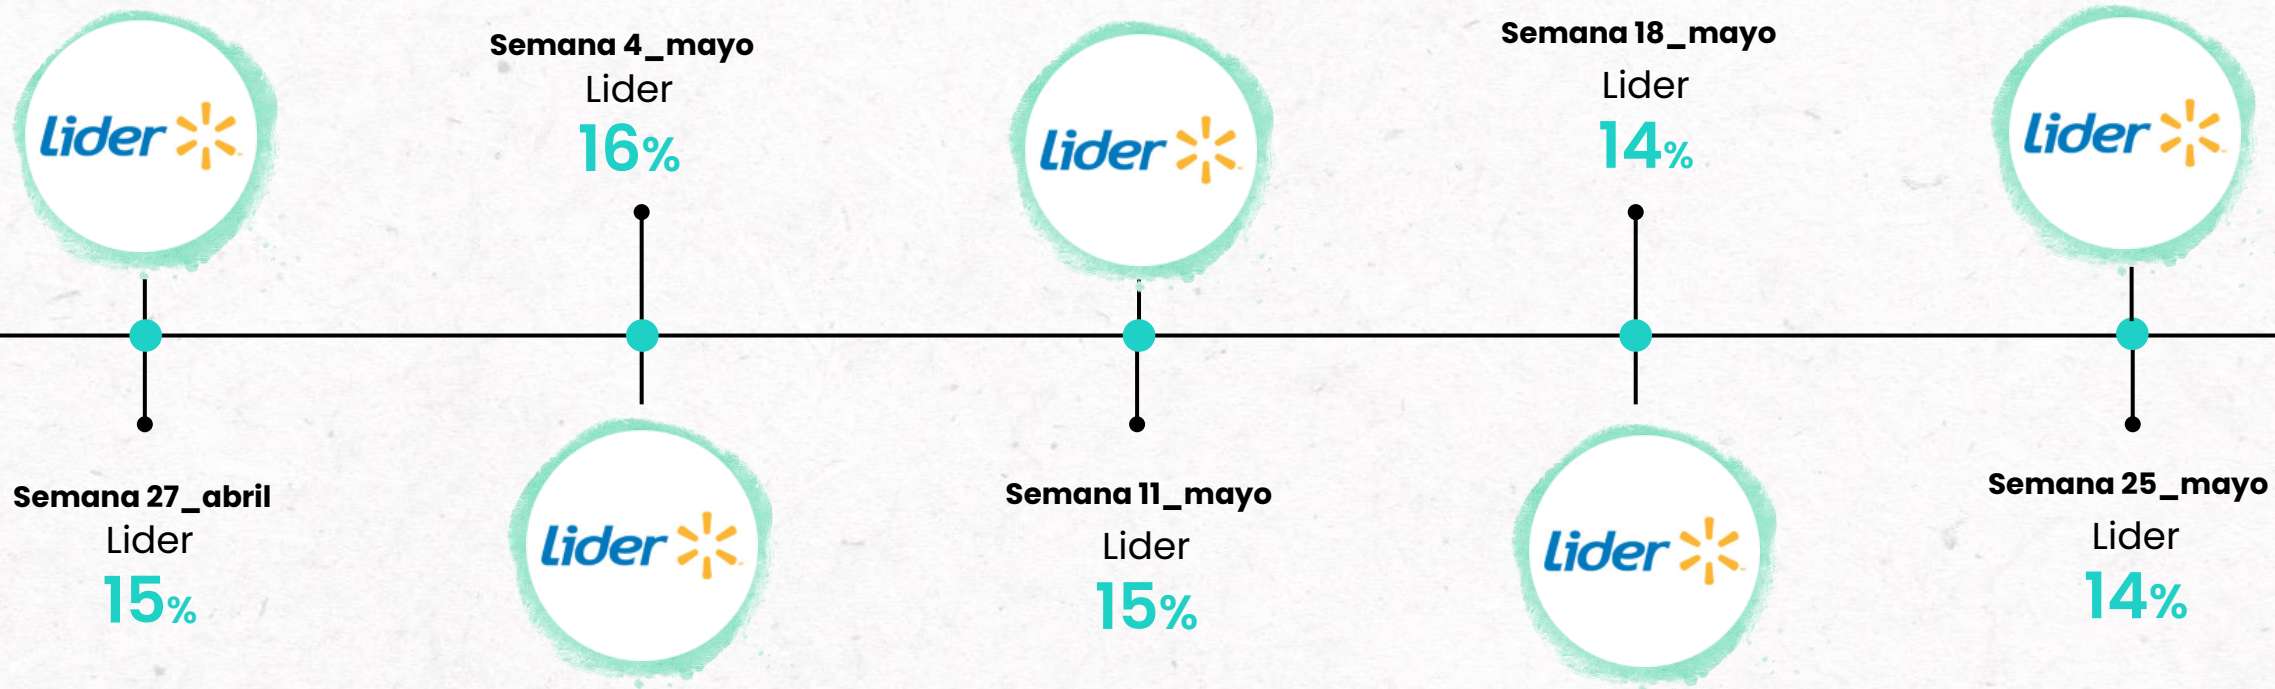 lider
Semana 27_abril
Lider
15%
Semana 4_mayo
Lider
16%
lider
lider
Semana 11_mayo
Lider
15%
Semana 18_mayo
Lider
14%
lider
lider
Semana 25_mayo
Lider
14%